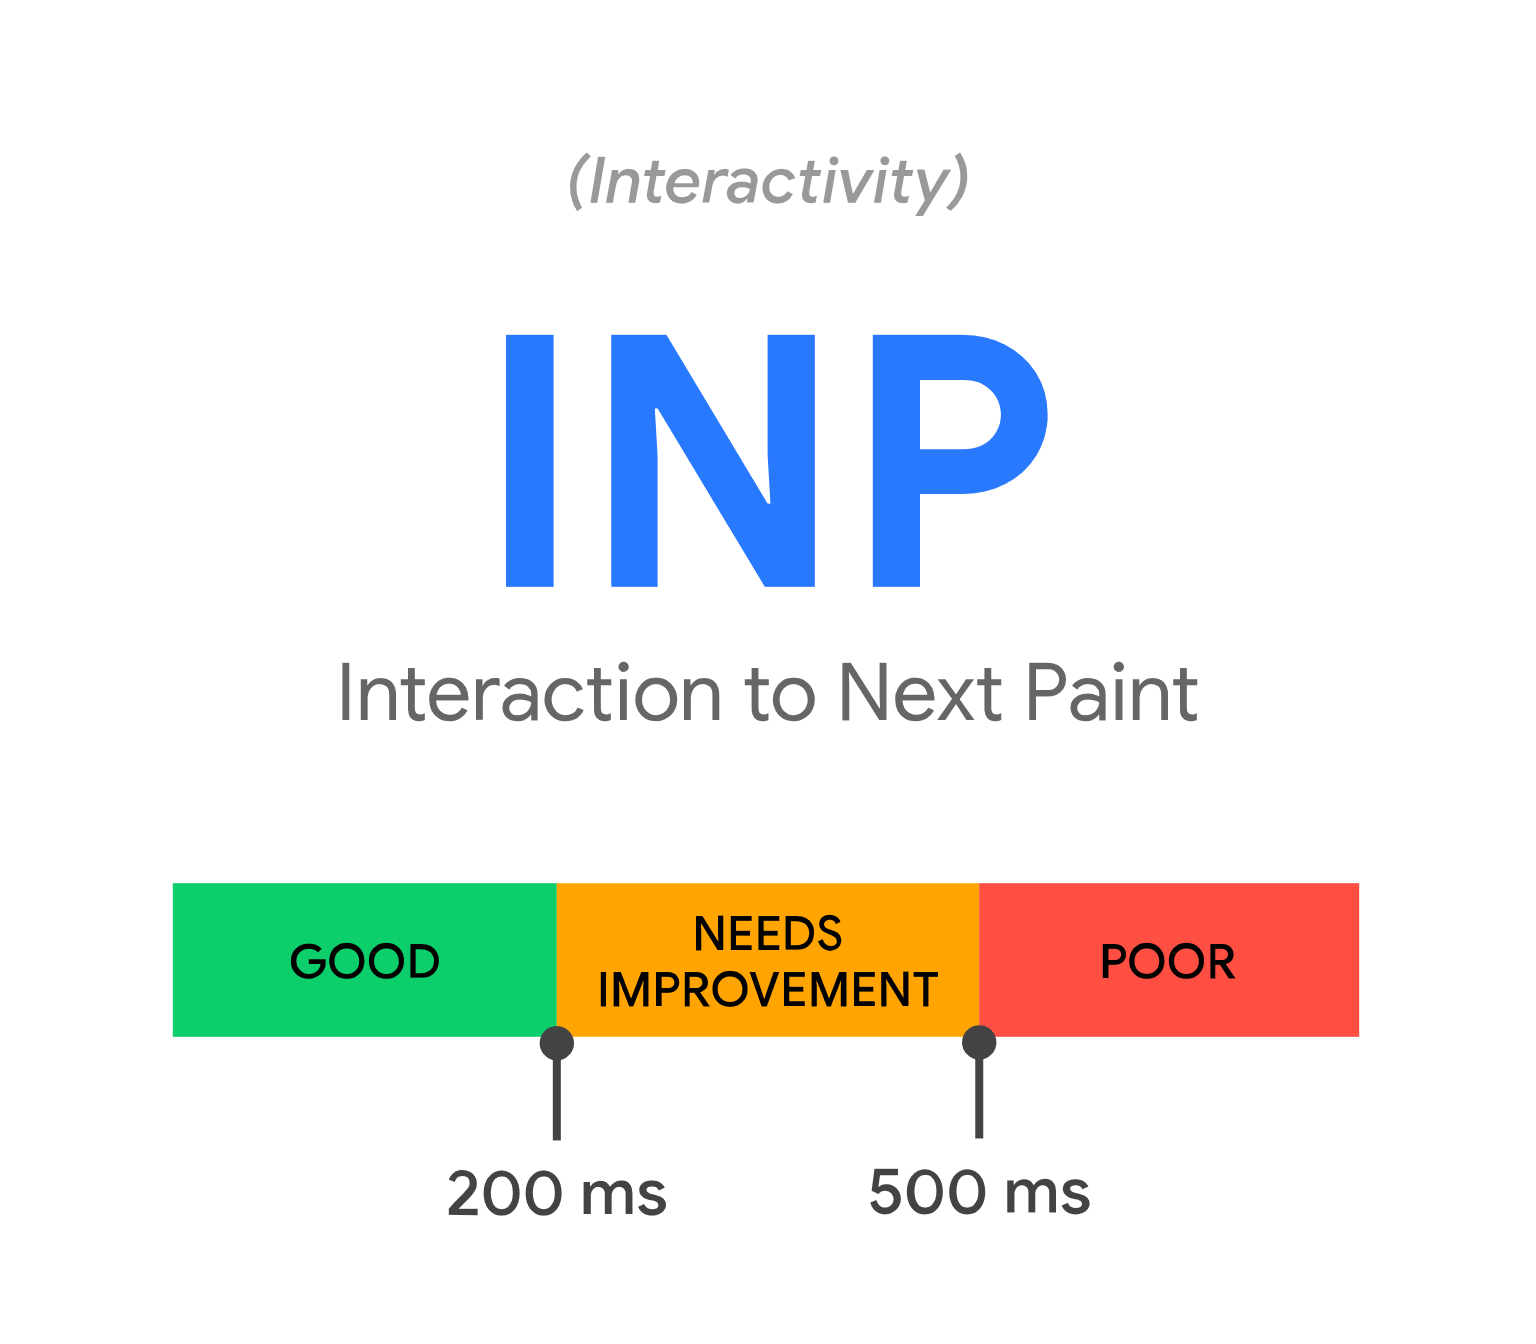 (Interactivity)
INP
Interaction to Next Paint
GOOD
NEEDS
IMPROVEMENT
POOR
200 ms
500 ms